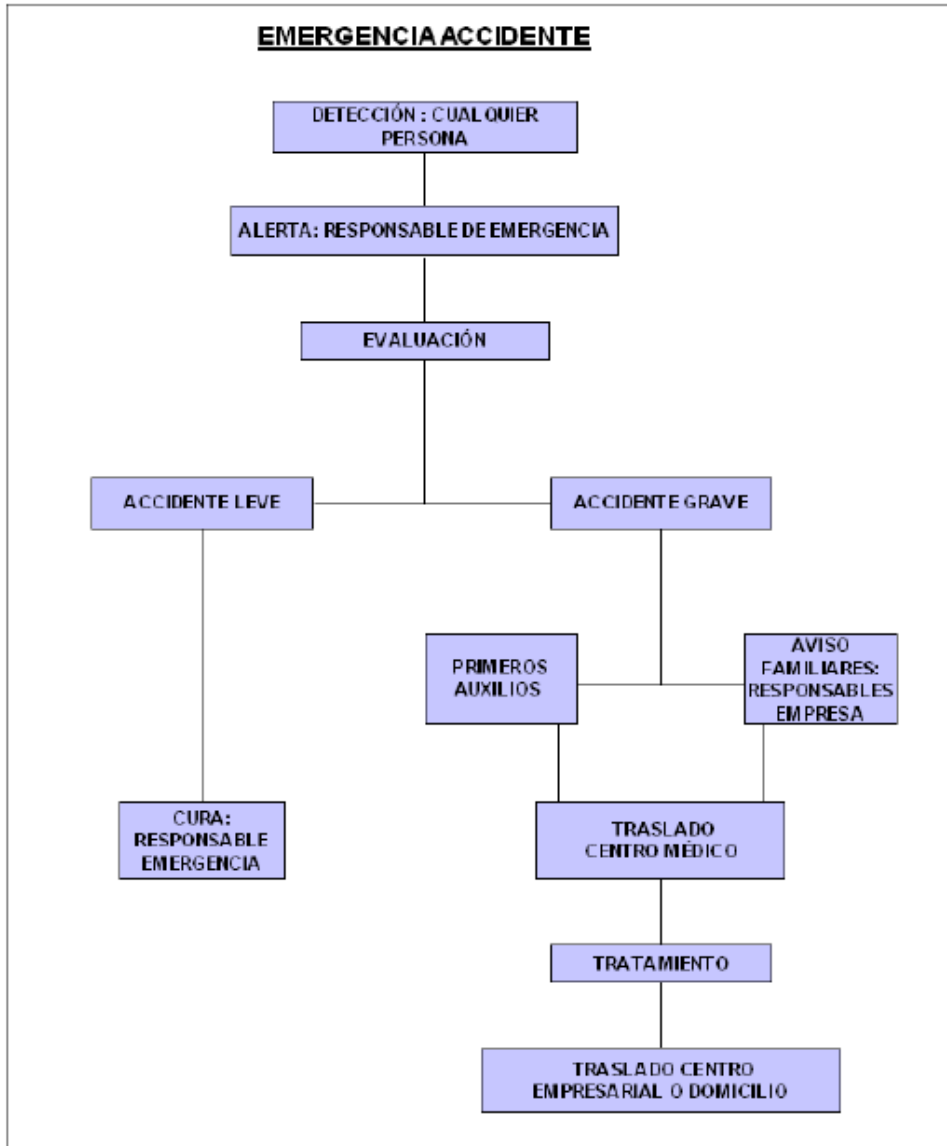 EMERGENCIA ACCIDENTE
DETECCIÓN : CUALQUIER
PERSONA
ALERTA: RESPONSABLE DE EMERGENCIA
EVALUACIÓN
ACCIDENTE LEVE
ACCIDENTE GRAVE
PRIMEROS
AUXILIOS
AVISO
FAMILIARES:
RESPONSABLES
EMPRESA
CURA:
RESPONSABLE
EMERGENCIA
TRASLADO
CENTRO MÉDICO
TRATAMIENTO
TRASLADO CENTRO
EMPRESARIAL O DOMICILIO